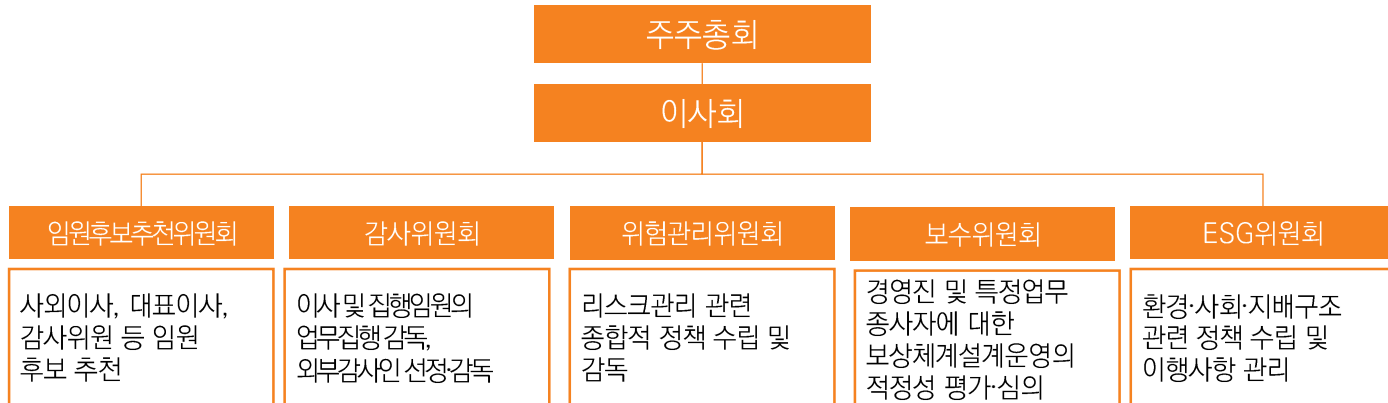 주주총회
이사회
임원후보추천위원회
사외이사, 대표이사,
감사위원 등 임원
후보 추천
감사위원회
이사 및 집행임원의
업무집행 감독,
외부감사인 선정·감독
위험관리위원회
리스크관리 관련
종합적 정책 수립 및
감독
보수위원회
경영진 및 특정업무
종사자에 대한
보상체계설계운영의
적정성 평가·심의
ESG위원회
환경·사회·지배구조
관련 정책 수립 및
이행사항 관리